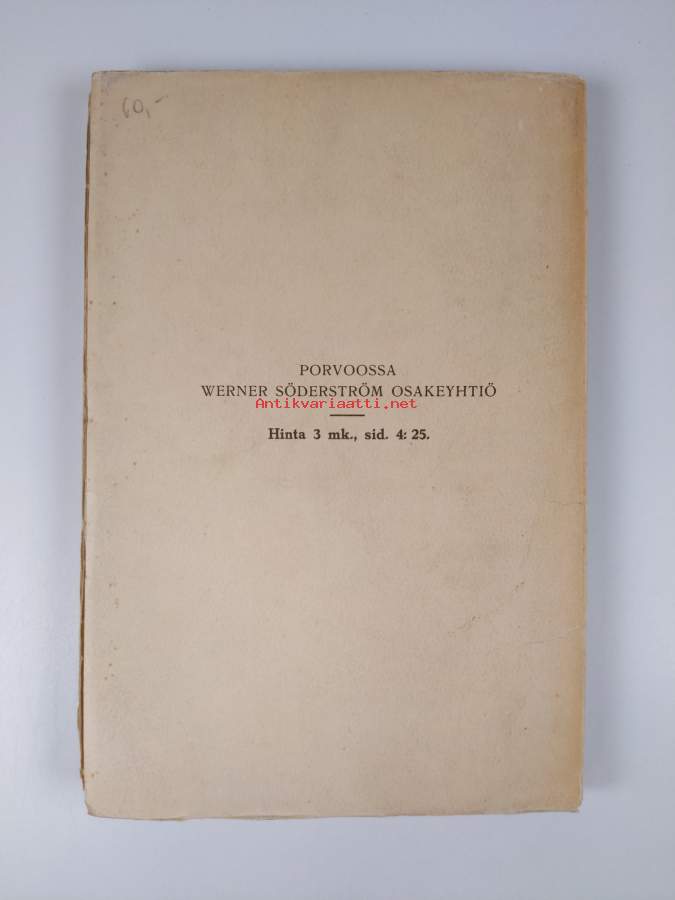 60,-
PORVOOSSA
WERNER SÖDERSTRÖM OSAKEYHTIÖ
Antikvariaatti.net
Hinta 3 mk., sid. 4: 25.